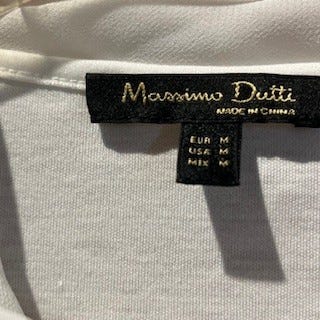 Massimo Dutti
MADE IN CHINA
EUR M
USA M
MEX M